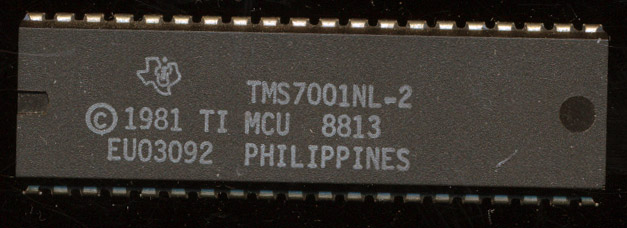 TMS7001NL-2
©1981 TI MCU 8813
EU03092 PHILIPPINES